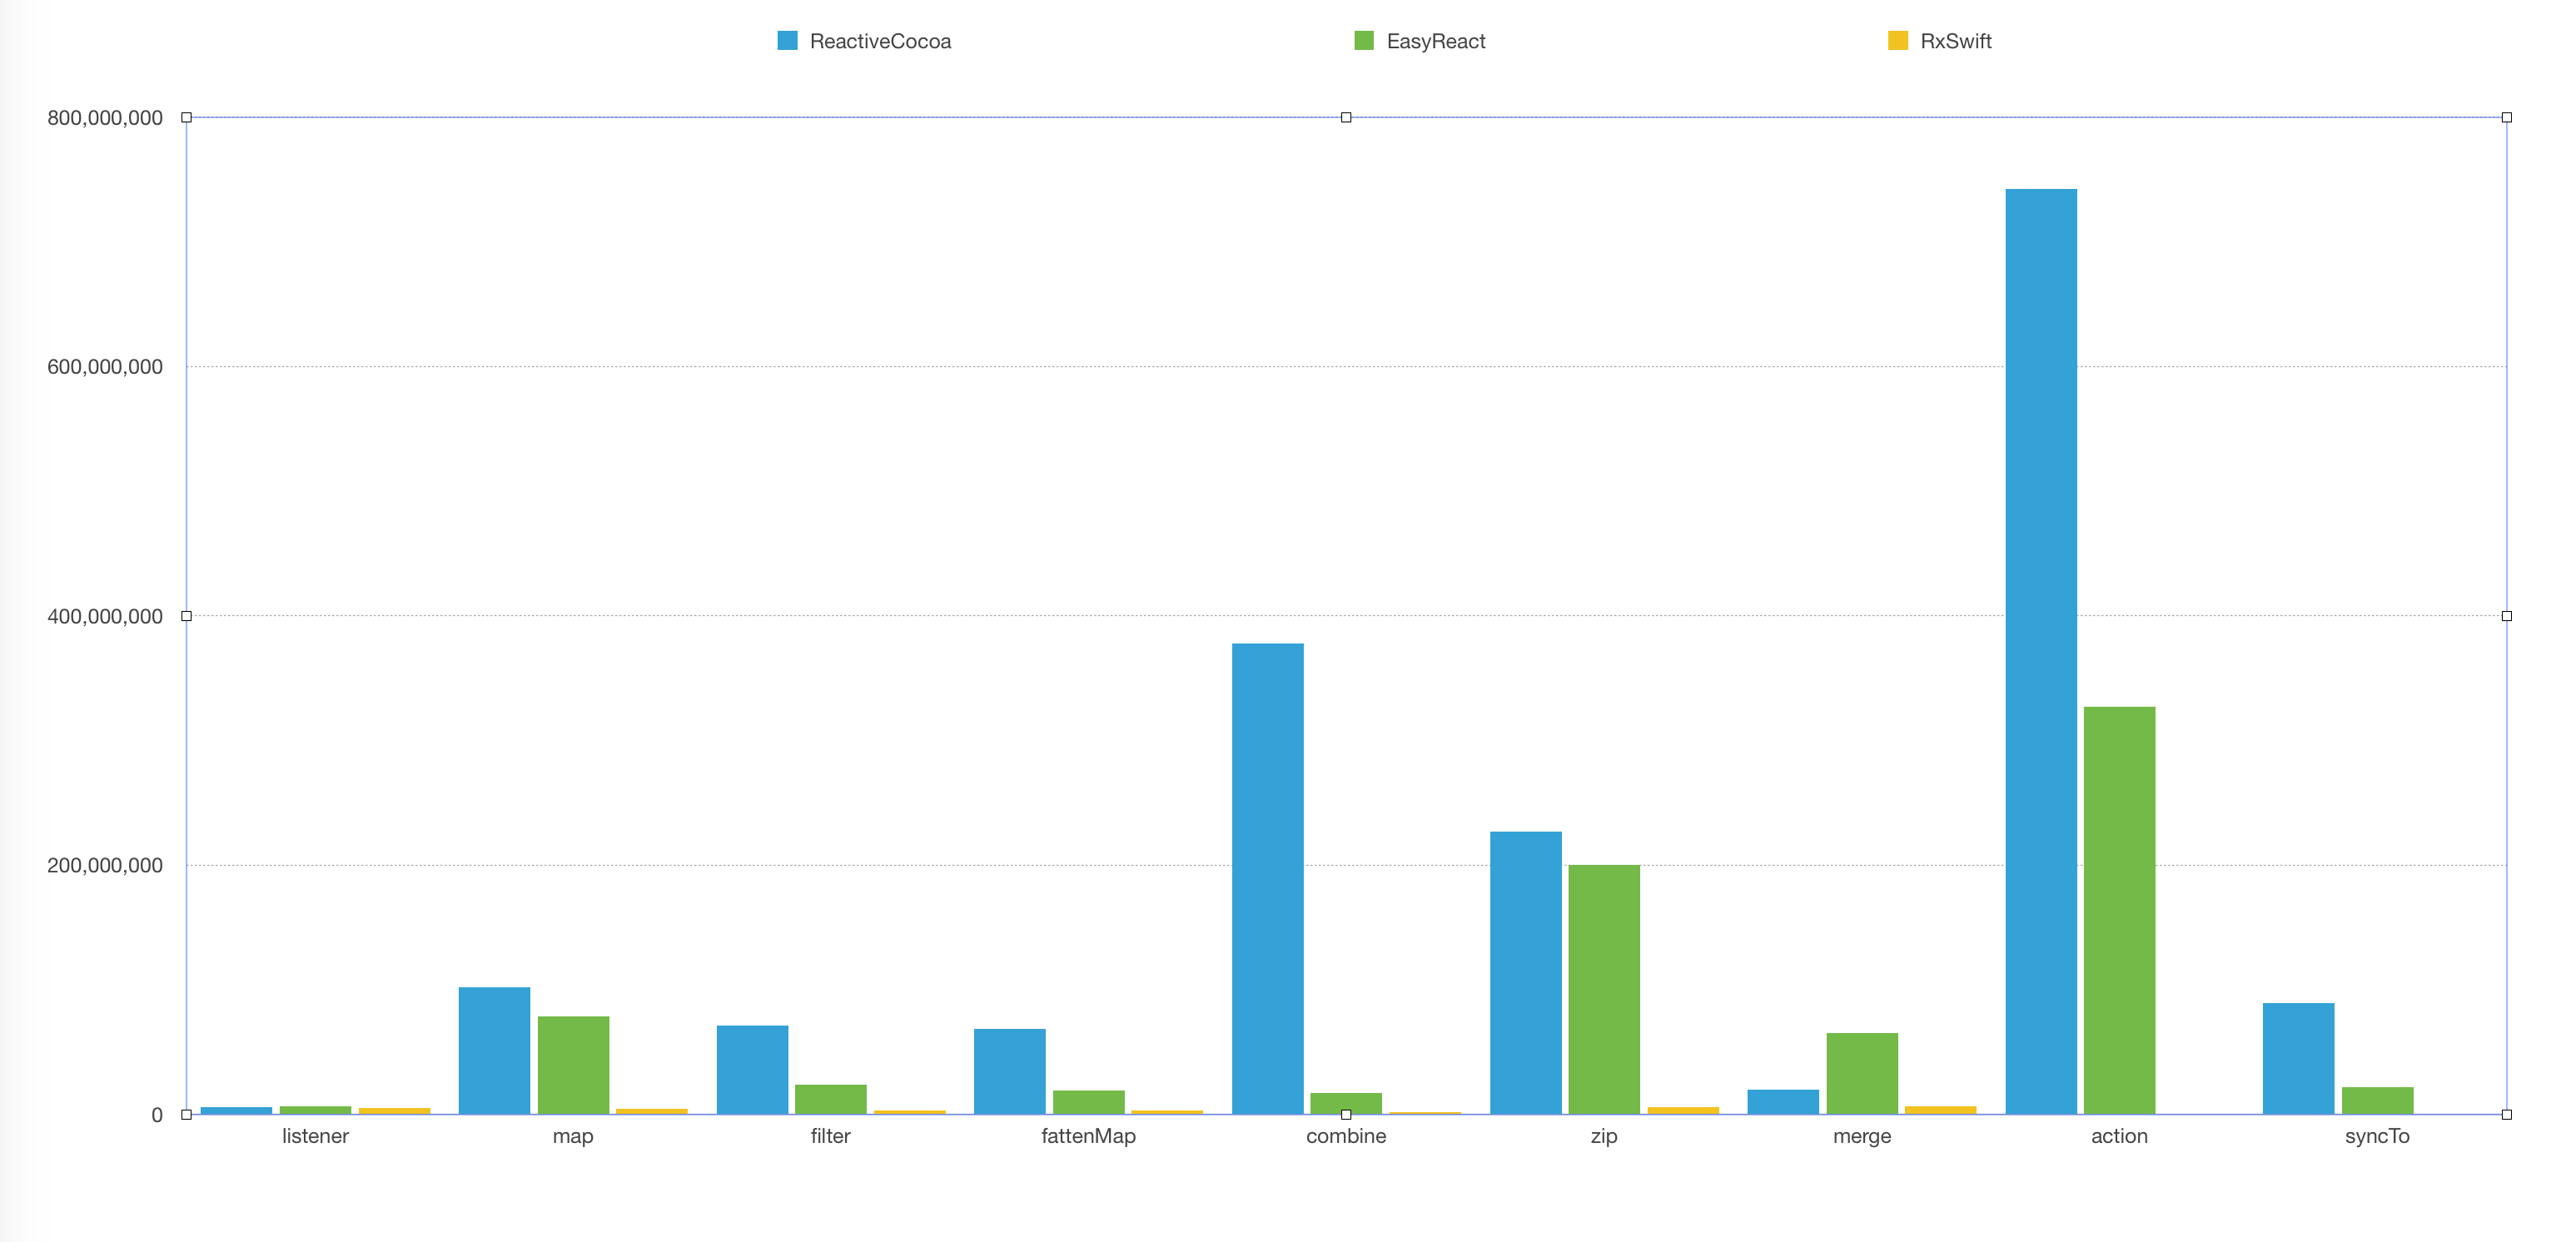 ReactiveCocoa EasyReact RxSwift
800,000,000
600,000,000
400,000,000
200,000,000
0
listener map filter fattenMap combine zip merge action syncTo